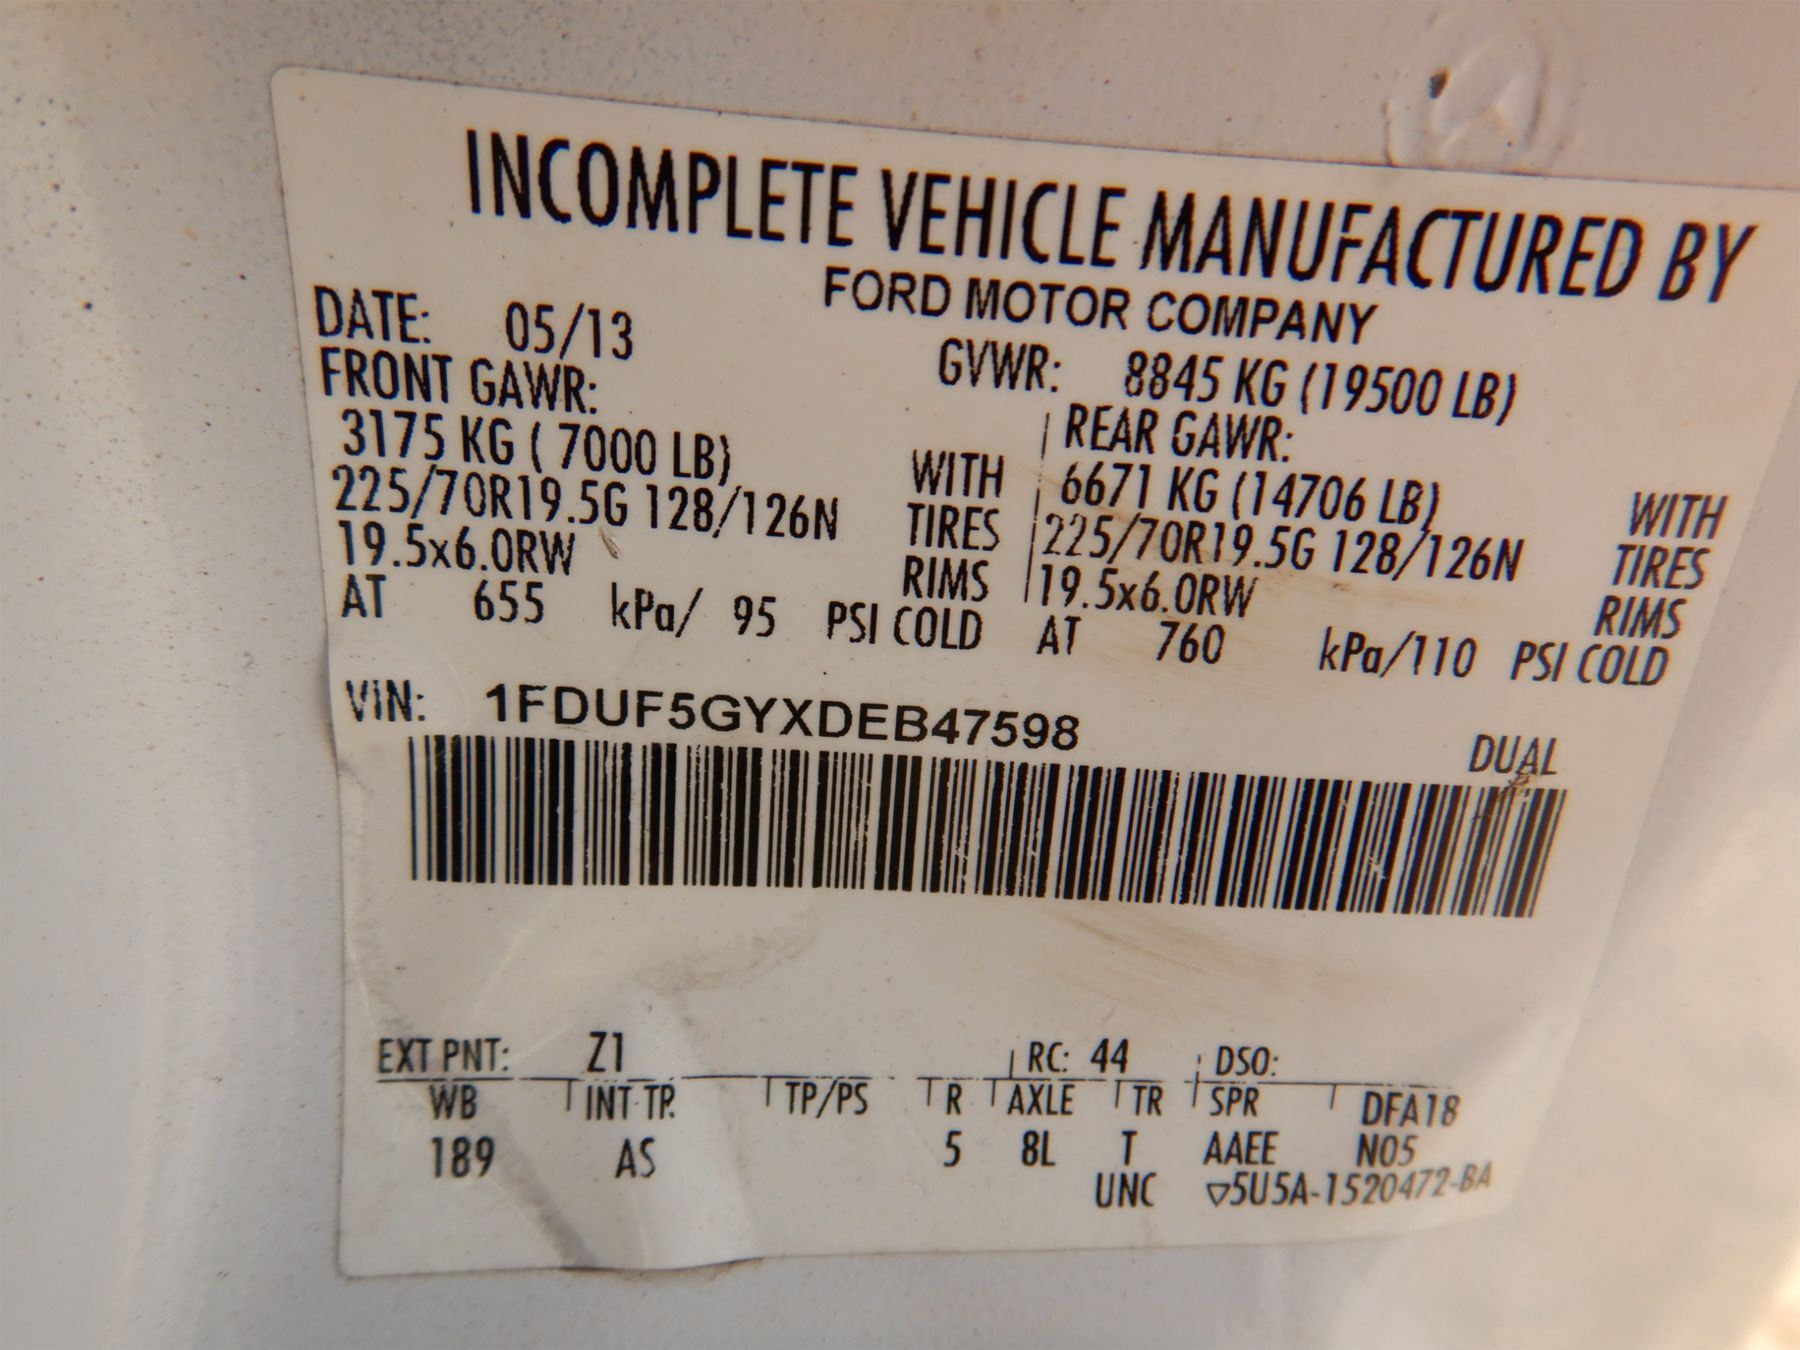 INCOMPLETE VEHICLE MANUFACTURED BY
FORD MOTOR COMPANY
DATE: 05/13
GVWR: 8845 KG (19500 LB)
FRONT GAWR:
3175 KG ( 7000 LB) WITH
225/70R19.5G 128/126N TIRES
19.5x6.0RW RIMS
AT 655 kPa/ 95 PSI COLD
REAR GAWR:
6671 KG (14706 LB) WITH
225/70R19.5G 128/126N TIRES
19.5x6.0RW RIMS
AT 760 kPa/110 PSI COLD
VIN: 1FDUF5GYXDEB47598
DUAL
EXT PNT: Z1 RC: 44 DSO:
WB INT TR. TP/PS R AXLE TR SPR DFA18
189 AS 5 8L T AAEE N05
UNC ▽5U5A-1520472-BA